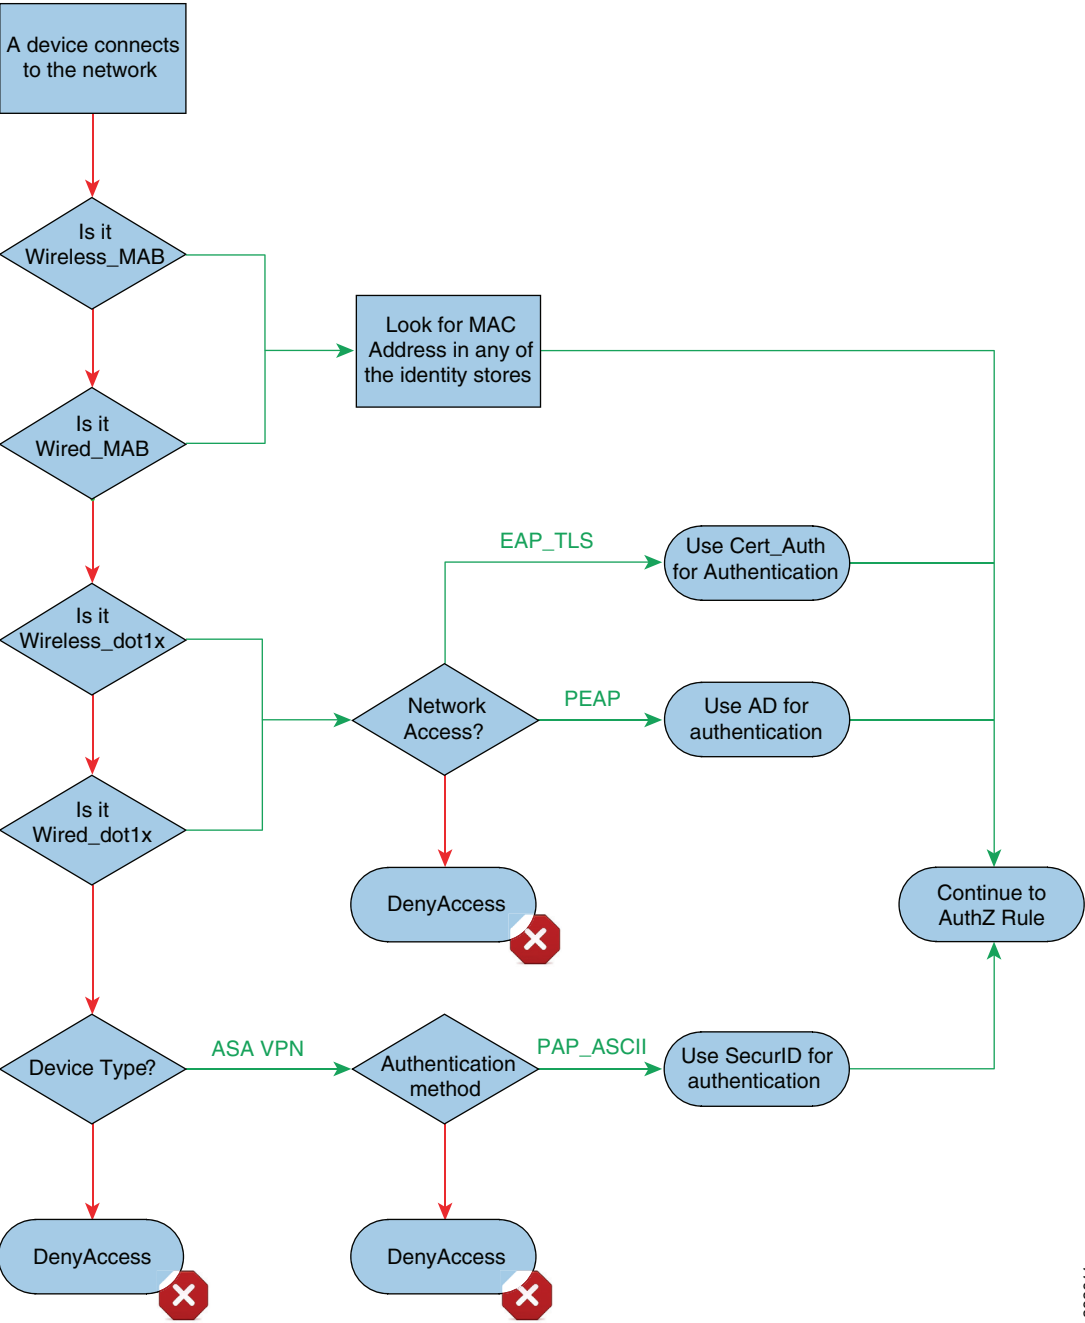 A device connects
to the network
Is it
Wireless_MAB
Look for MAC
Address in any of
the identity stores
Is it
Wired_MAB
EAP_TLS
Use Cert_Auth
for Authentication
Is it
Wireless_dot1x
Network
Access?
PEAP
Use AD for
authentication
Is it
Wired_dot1x
DenyAccess
Continue to
AuthZ Rule
Device Type?
ASA VPN
Authentication
method
PAP_ASCII
Use SecurID for
authentication
DenyAccess
DenyAccess